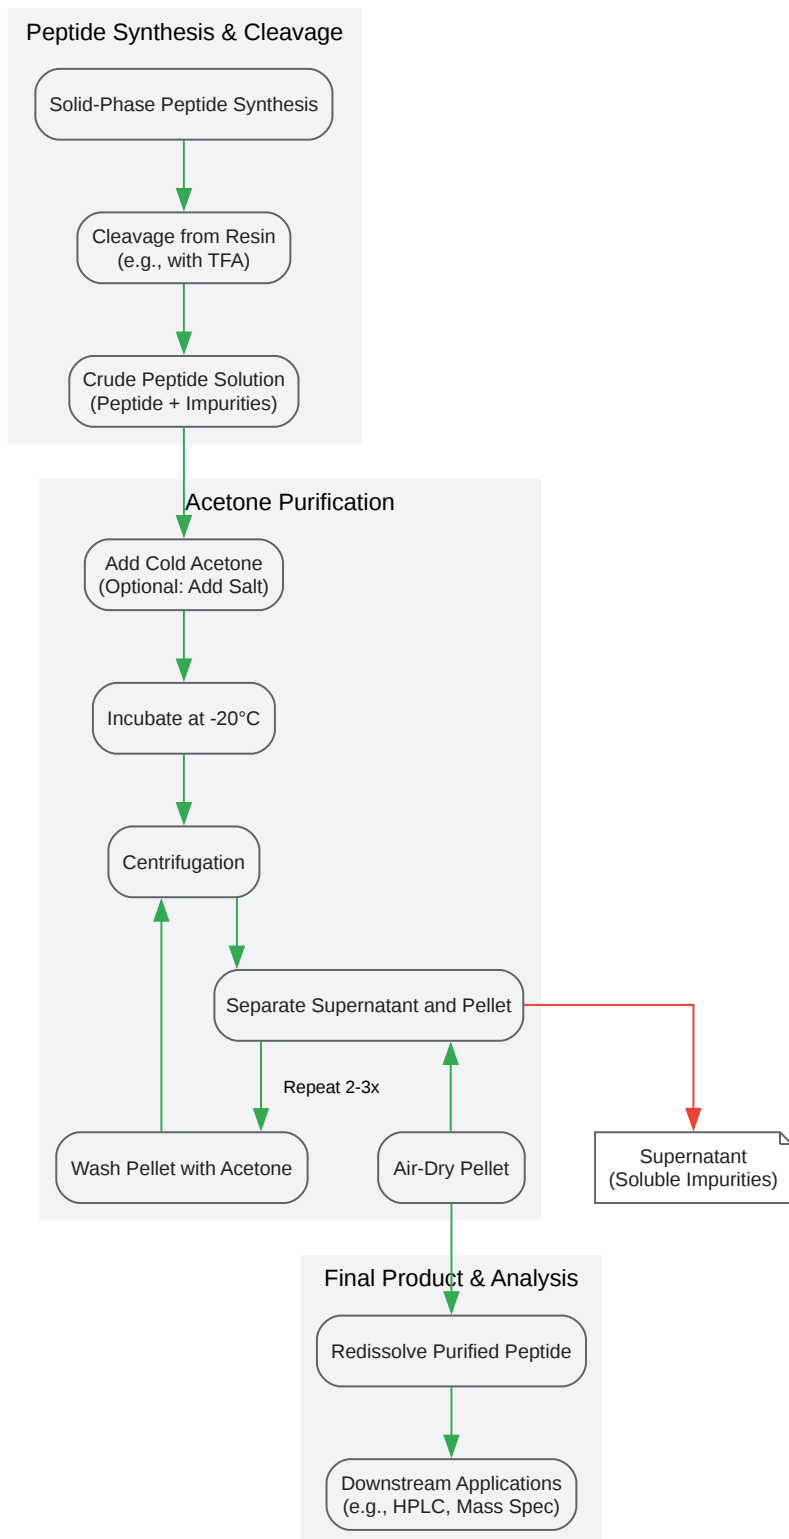 Peptide Synthesis & Cleavage
Solid-Phase Peptide Synthesis
Cleavage from Resin
(e.g., with TFA)
Crude Peptide Solution
(Peptide + Impurities)
Acetone Purification
Add Cold Acetone
(Optional: Add Salt)
Incubate at -20°C
Centrifugation
Separate Supernatant and Pellet
Repeat 2-3x
Wash Pellet with Acetone
Air-Dry Pellet
Supernatant
(Soluble Impurities)
Final Product & Analysis
Redissolve Purified Peptide
Downstream Applications
(e.g., HPLC, Mass Spec)